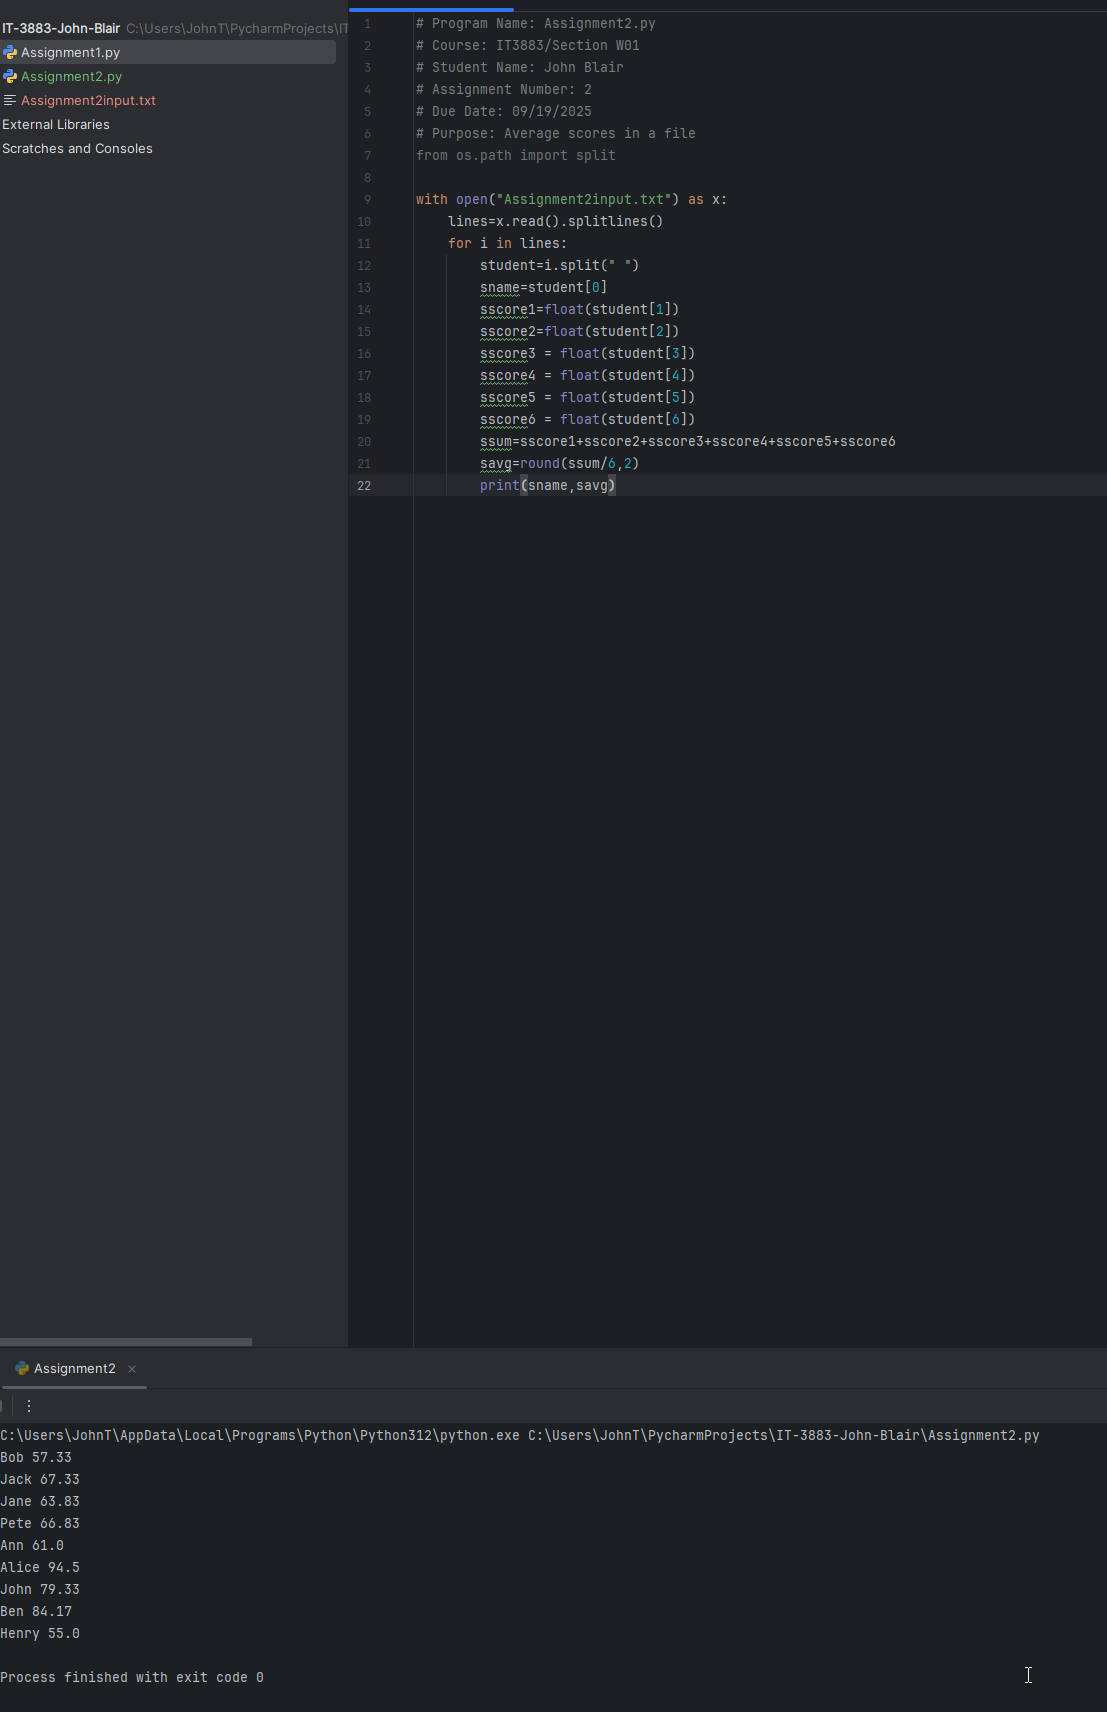 IT-3883-John-Blair C:\Users\JohnT\PycharmProjects\IT
Assignment1.py
Assignment2.py
Assignment2input.txt
External Libraries
Scratches and Consoles
1 # Program Name: Assignment2.py
2 # Course: IT3883/Section W01
3 # Student Name: John Blair
4 # Assignment Number: 2
5 # Due Date: 09/19/2025
6 # Purpose: Average scores in a file
7 from os.path import split
8
9 with open("Assignment2input.txt") as x:
10     lines=x.read().splitlines()
11     for i in lines:
12         student=i.split(" ")
13         sname=student[0]
14         sscore1=float(student[1])
15         sscore2=float(student[2])
16         sscore3 = float(student[3])
17         sscore4 = float(student[4])
18         sscore5 = float(student[5])
19         sscore6 = float(student[6])
20         ssum=sscore1+sscore2+sscore3+sscore4+sscore5+sscore6
21         savg=round(ssum/6,2)
22         print(sname,savg)
Assignment2
C:\Users\JohnT\AppData\Local\Programs\Python\Python312\python.exe C:\Users\JohnT\PycharmProjects\IT-3883-John-Blair\Assignment2.py
Bob 57.33
Jack 67.33
Jane 63.83
Pete 66.83
Ann 61.0
Alice 94.5
John 79.33
Ben 84.17
Henry 55.0
Process finished with exit code 0